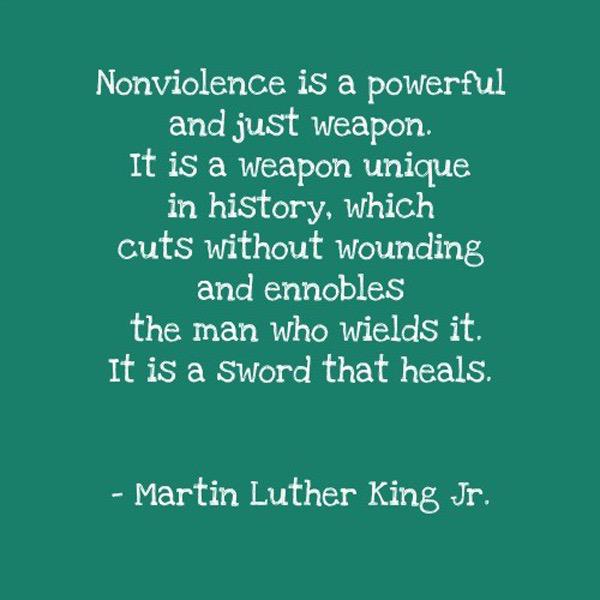 Nonviolence is a powerful
and just weapon.
It is a weapon unique
in history, which
cuts without wounding
and ennobles
the man who wields it.
It is a sword that heals.
- Martin Luther King Jr.